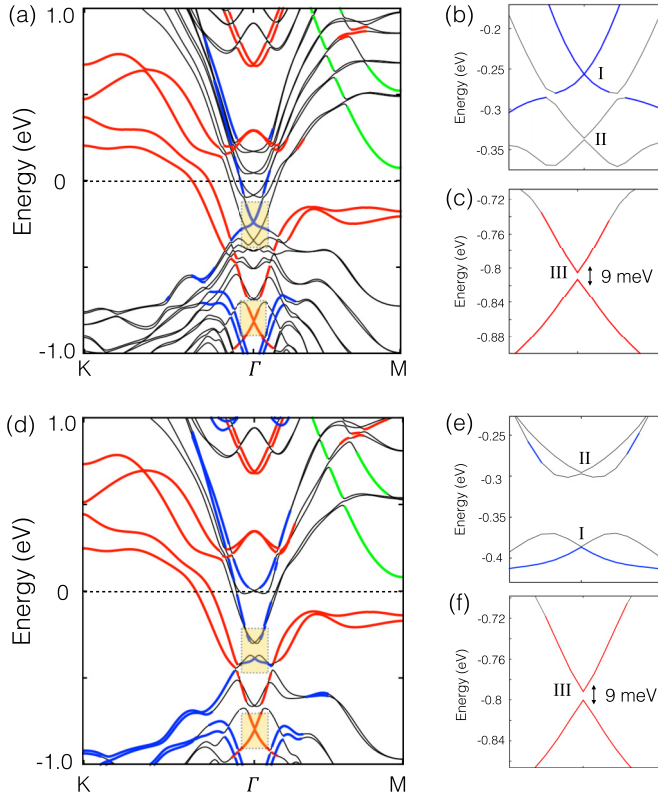 (a)
1.0
0
-1.0
Energy (eV)
K
Γ
M
(b)
-0.2
-0.25
-0.3
-0.35
Energy (eV)
I
II
(c)
-0.72
-0.76
-0.8
-0.84
-0.88
Energy (eV)
III
9 meV
(d)
1.0
0
-1.0
Energy (eV)
K
Γ
M
(e)
-0.25
-0.3
-0.35
-0.4
Energy (eV)
II
I
(f)
-0.72
-0.76
-0.8
-0.84
Energy (eV)
III
9 meV